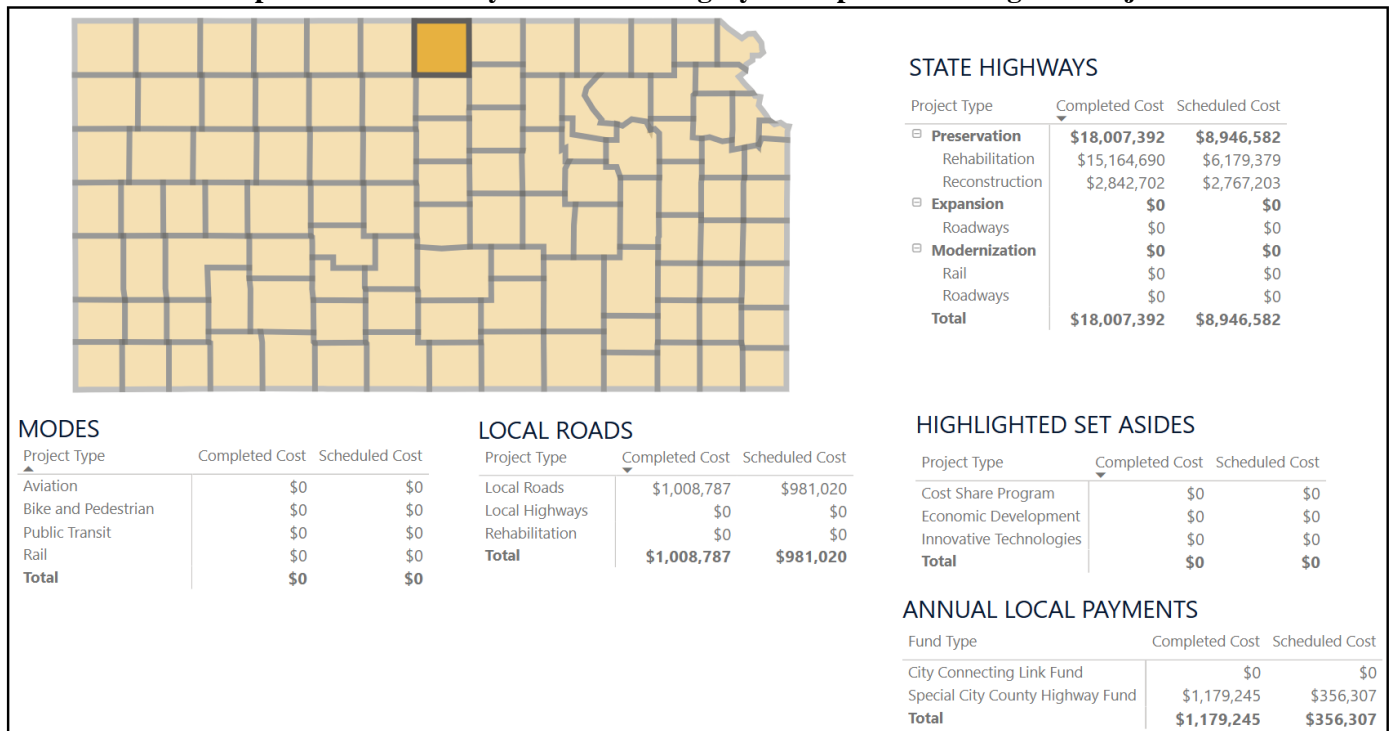 STATE HIGHWAYS
Project Type Completed Cost Scheduled Cost
Preservation $18,007,392 $8,946,582
Rehabilitation $15,164,690 $6,179,379
Reconstruction $2,842,702 $2,767,203
Expansion $0 $0
Roadways $0 $0
Modernization $0 $0
Rail $0 $0
Roadways $0 $0
Total $18,007,392 $8,946,582
MODES
Project Type Completed Cost Scheduled Cost
Aviation $0 $0
Bike and Pedestrian $0 $0
Public Transit $0 $0
Rail $0 $0
Total $0 $0
LOCAL ROADS
Project Type Completed Cost Scheduled Cost
Local Roads $1,008,787 $981,020
Local Highways $0 $0
Rehabilitation $0 $0
Total $1,008,787 $981,020
HIGHLIGHTED SET ASIDES
Project Type Completed Cost Scheduled Cost
Cost Share Program $0 $0
Economic Development $0 $0
Innovative Technologies $0 $0
Total $0 $0
ANNUAL LOCAL PAYMENTS
Fund Type Completed Cost Scheduled Cost
City Connecting Link Fund $0 $0
Special City County Highway Fund $1,179,245 $356,307
Total $1,179,245 $356,307